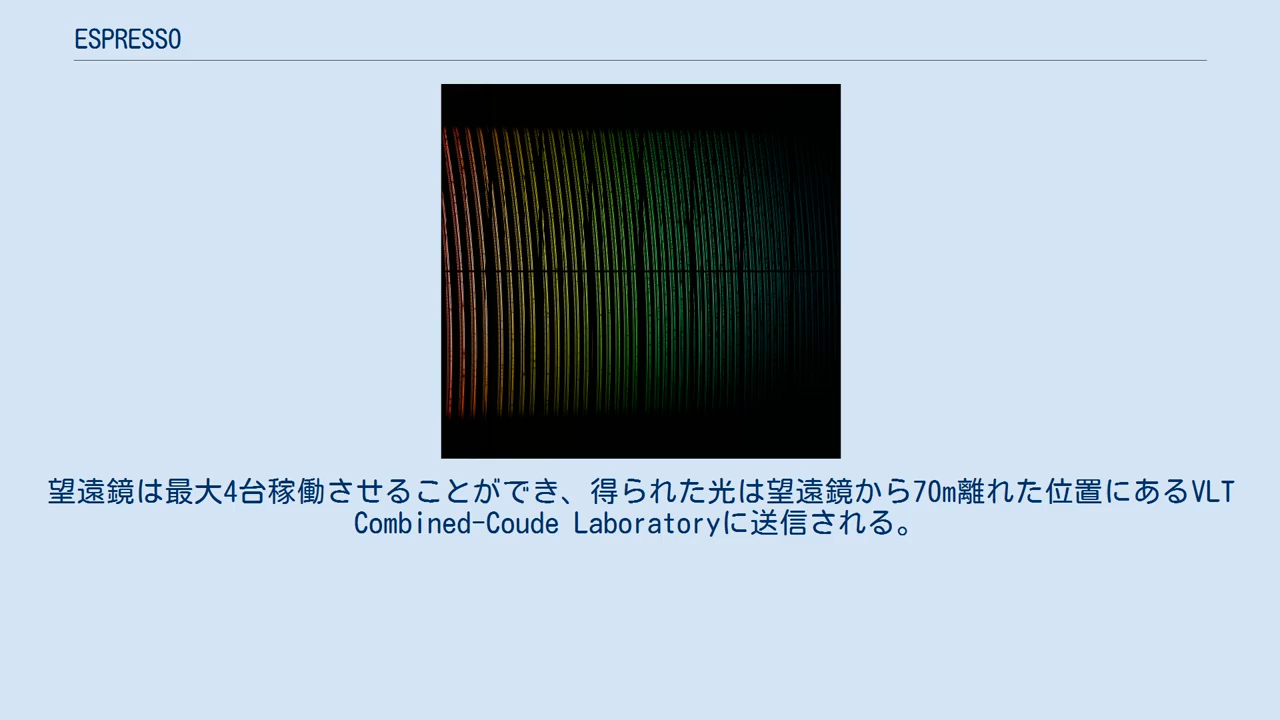 ESPRESSO
望遠鏡は最大4台稼働させることができ、得られた光は望遠鏡から70m離れた位置にあるVLT
Combined-Coude Laboratoryに送信される。